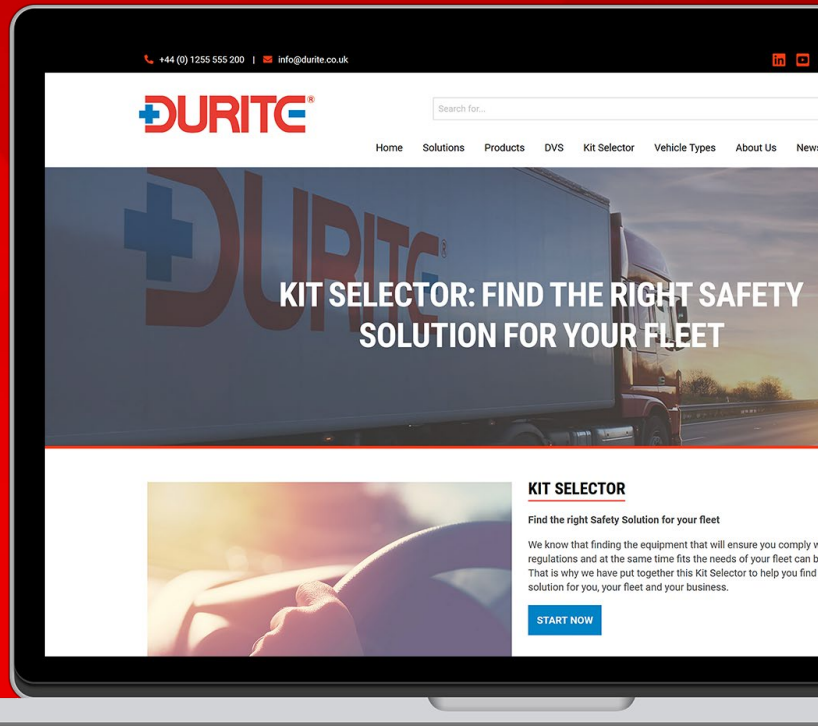 +44 (0) 1255 555 200 | info@durite.co.uk
DURITE®
Search for...
Home Solutions Products DVS Kit Selector Vehicle Types About Us News
DURITE®
KIT SELECTOR: FIND THE RIGHT SAFETY
SOLUTION FOR YOUR FLEET
KIT SELECTOR
Find the right Safety Solution for your fleet
We know that finding the equipment that will ensure you comply
regulations and at the same time fits the needs of your fleet can
That is why we have put together this Kit Selector to help you find
solution for you, your fleet and your business.
START NOW